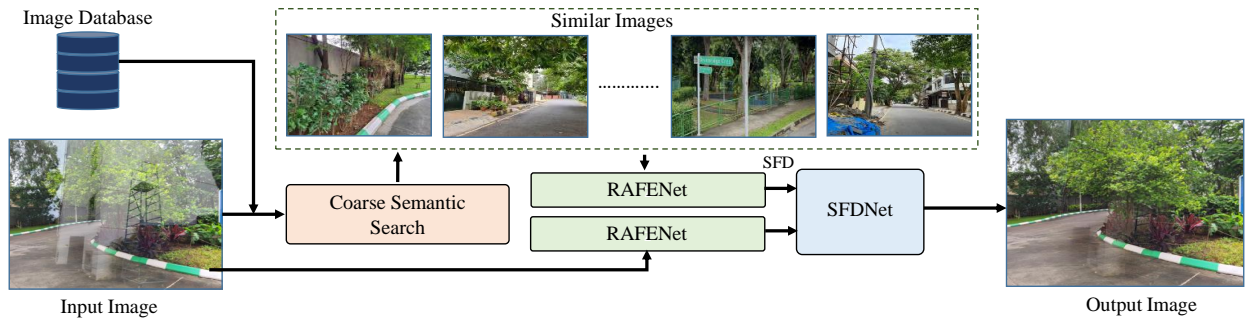 Image Database
Similar Images
.............
SFD
RAFENet
Coarse Semantic
Search
SFDNet
RAFENet
Input Image
Output Image